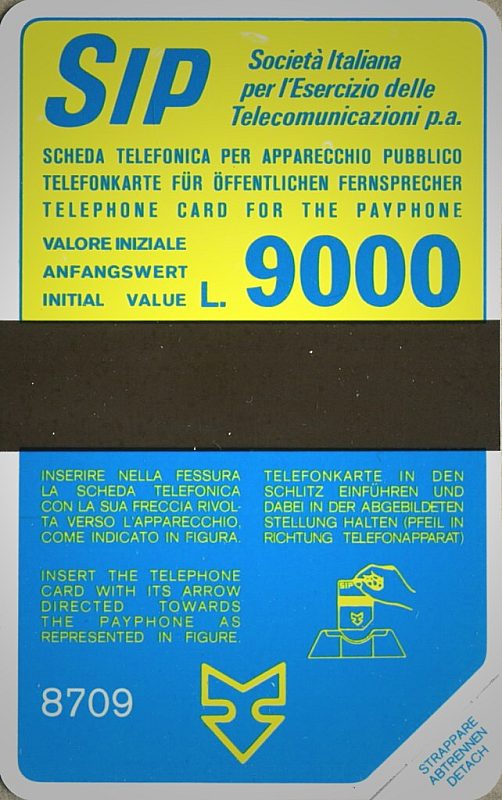 SIP
Società Italiana
per l'Esercizio delle
Telecomunicazioni p.a.
SCHEDA TELEFONICA PER APPARECCHIO PUBBLICO
TELEFONKARTE FÜR ÖFFENTLICHEN FERNSPRECHER
TELEPHONE CARD FOR THE PAYPHONE
VALORE INIZIALE
ANFANGSWERT
INITIAL VALUE L. 9000
INSERIRE NELLA FESSURA
LA SCHEDA TELEFONICA
CON LA SUA FRECCIA RIVOL-
TA VERSO L'APPARECCHIO,
COME INDICATO IN FIGURA.
TELEFONKARTE IN DEN
SCHLITZ EINFÜHREN UND
DABEI IN DER ABGEBILDETEN
STELLUNG HALTEN (PFEIL IN
RICHTUNG TELEFONAPPARAT)
INSERT THE TELEPHONE
CARD WITH ITS ARROW
DIRECTED TOWARDS
THE PAYPHONE AS
REPRESENTED IN FIGURE.
SIP
8709
STRAPPARE
ABTRENNEN
DETACH